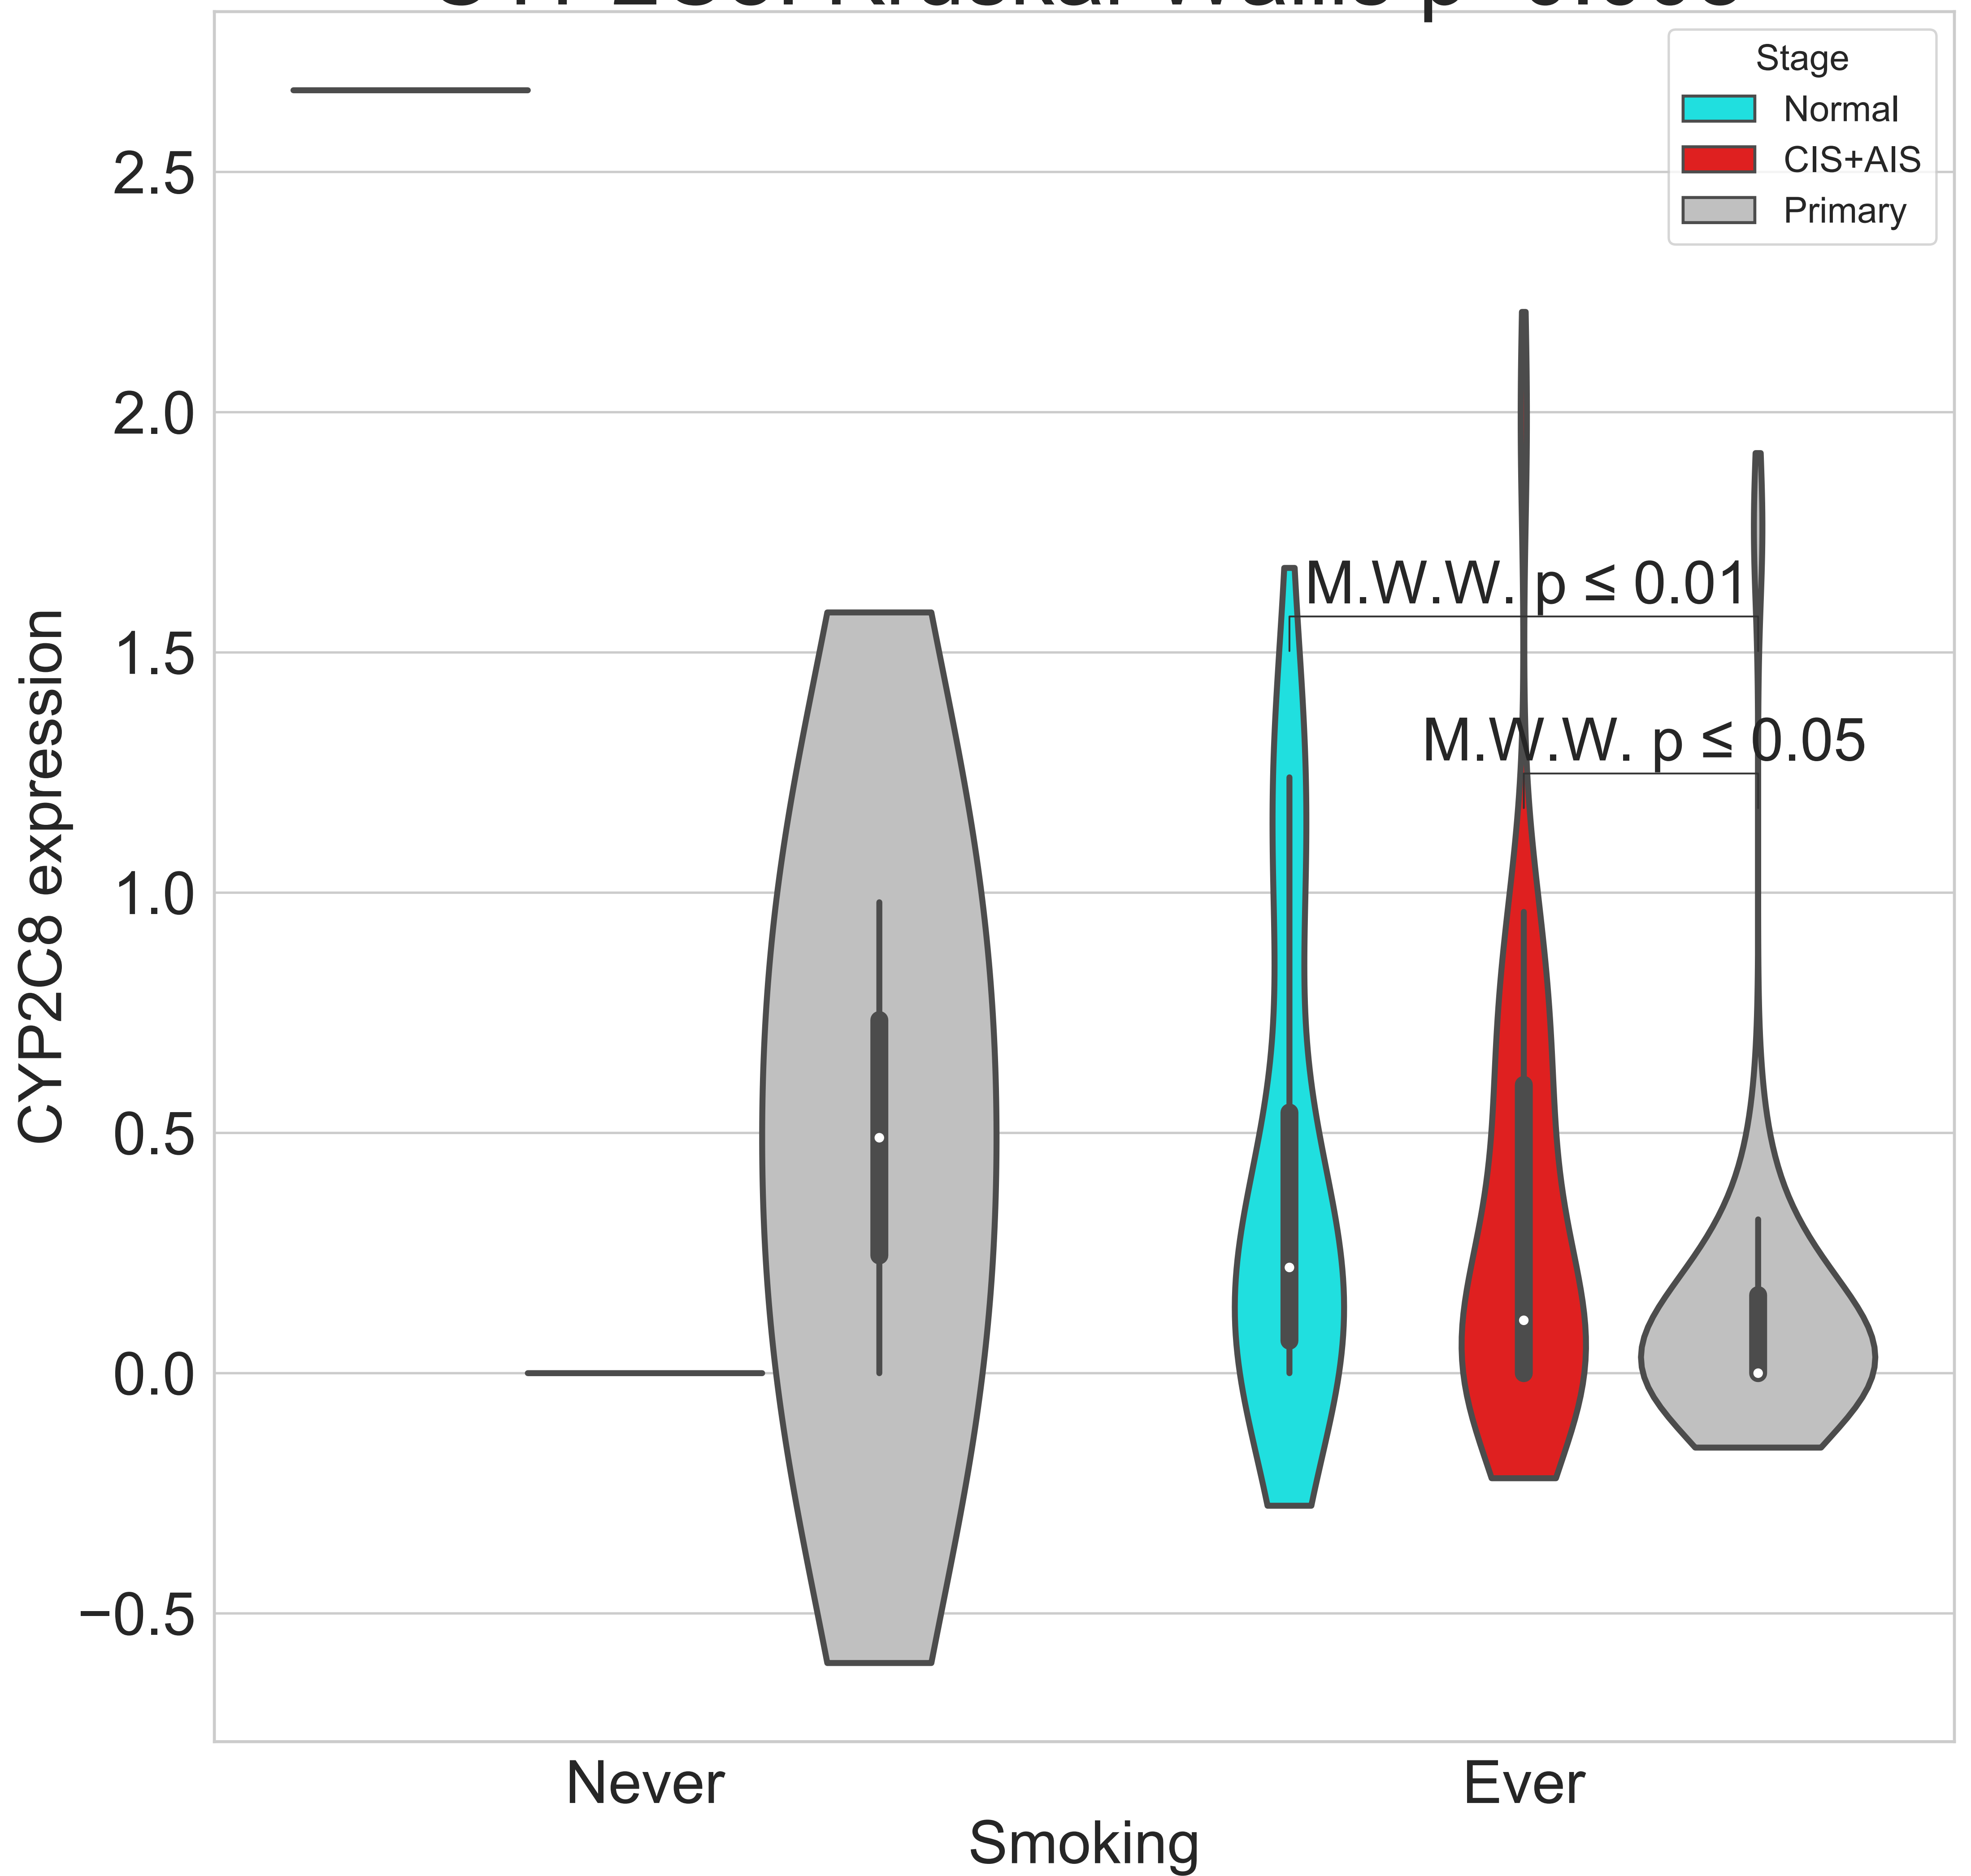 Stage
Normal
CIS+AIS
Primary
2.5
2.0
1.5
1.0
0.5
0.0
−0.5
CYP2C8 expression
M.W.W. p ≤ 0.01
M.W.W. p ≤ 0.05
Never
Ever
Smoking